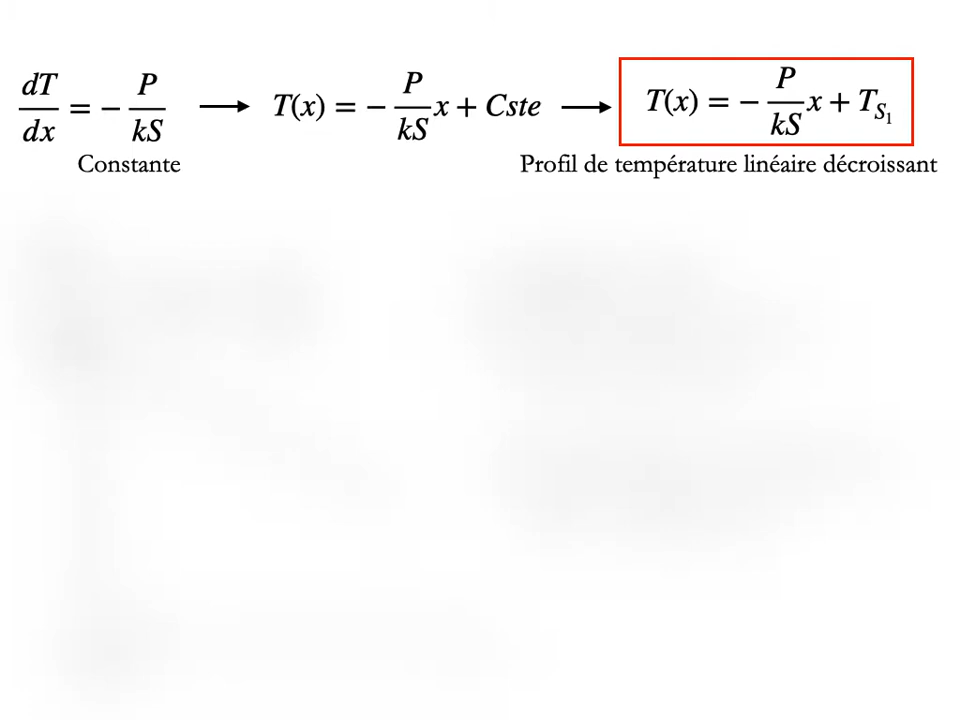 dT/dx = − P/kS → T(x) = − P/kS x + Cste → T(x) = − P/kS x + T_{S_1}
Constante
Profil de température linéaire décroissant